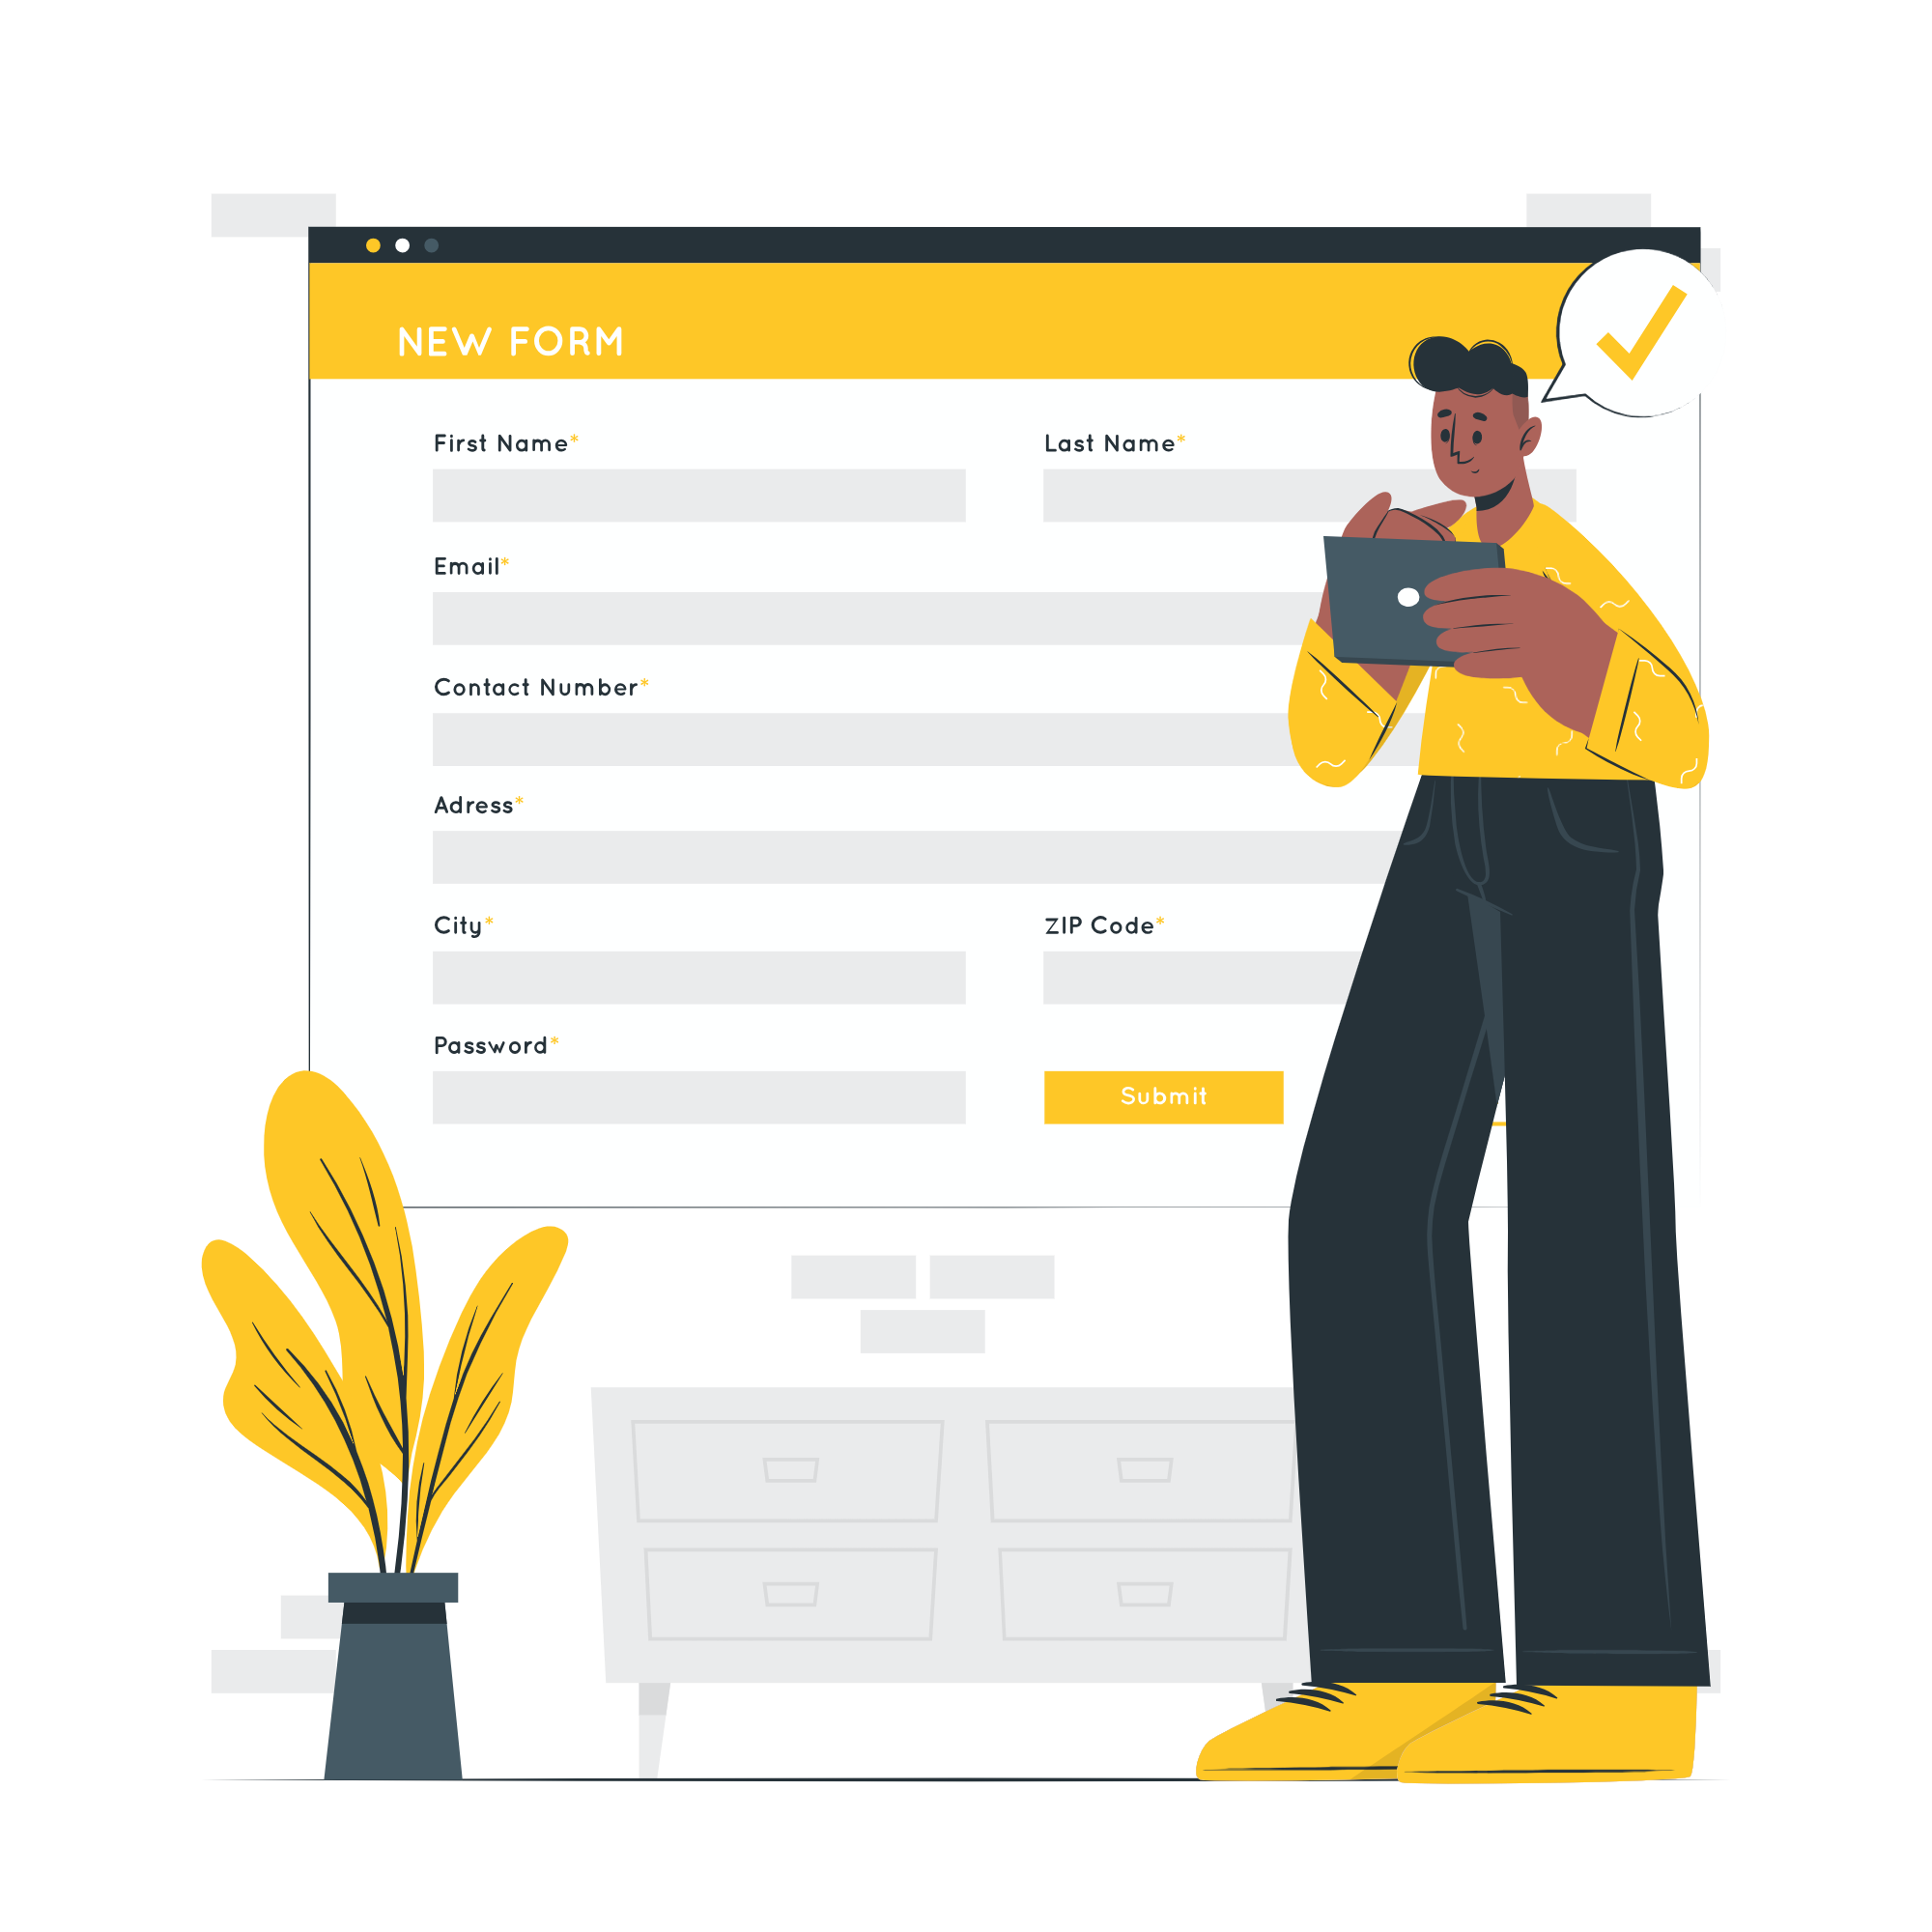 NEW FORM
First Name*
Last Name*
Email*
Contact Number*
Adress*
City*
ZIP Code*
Password*
Submit